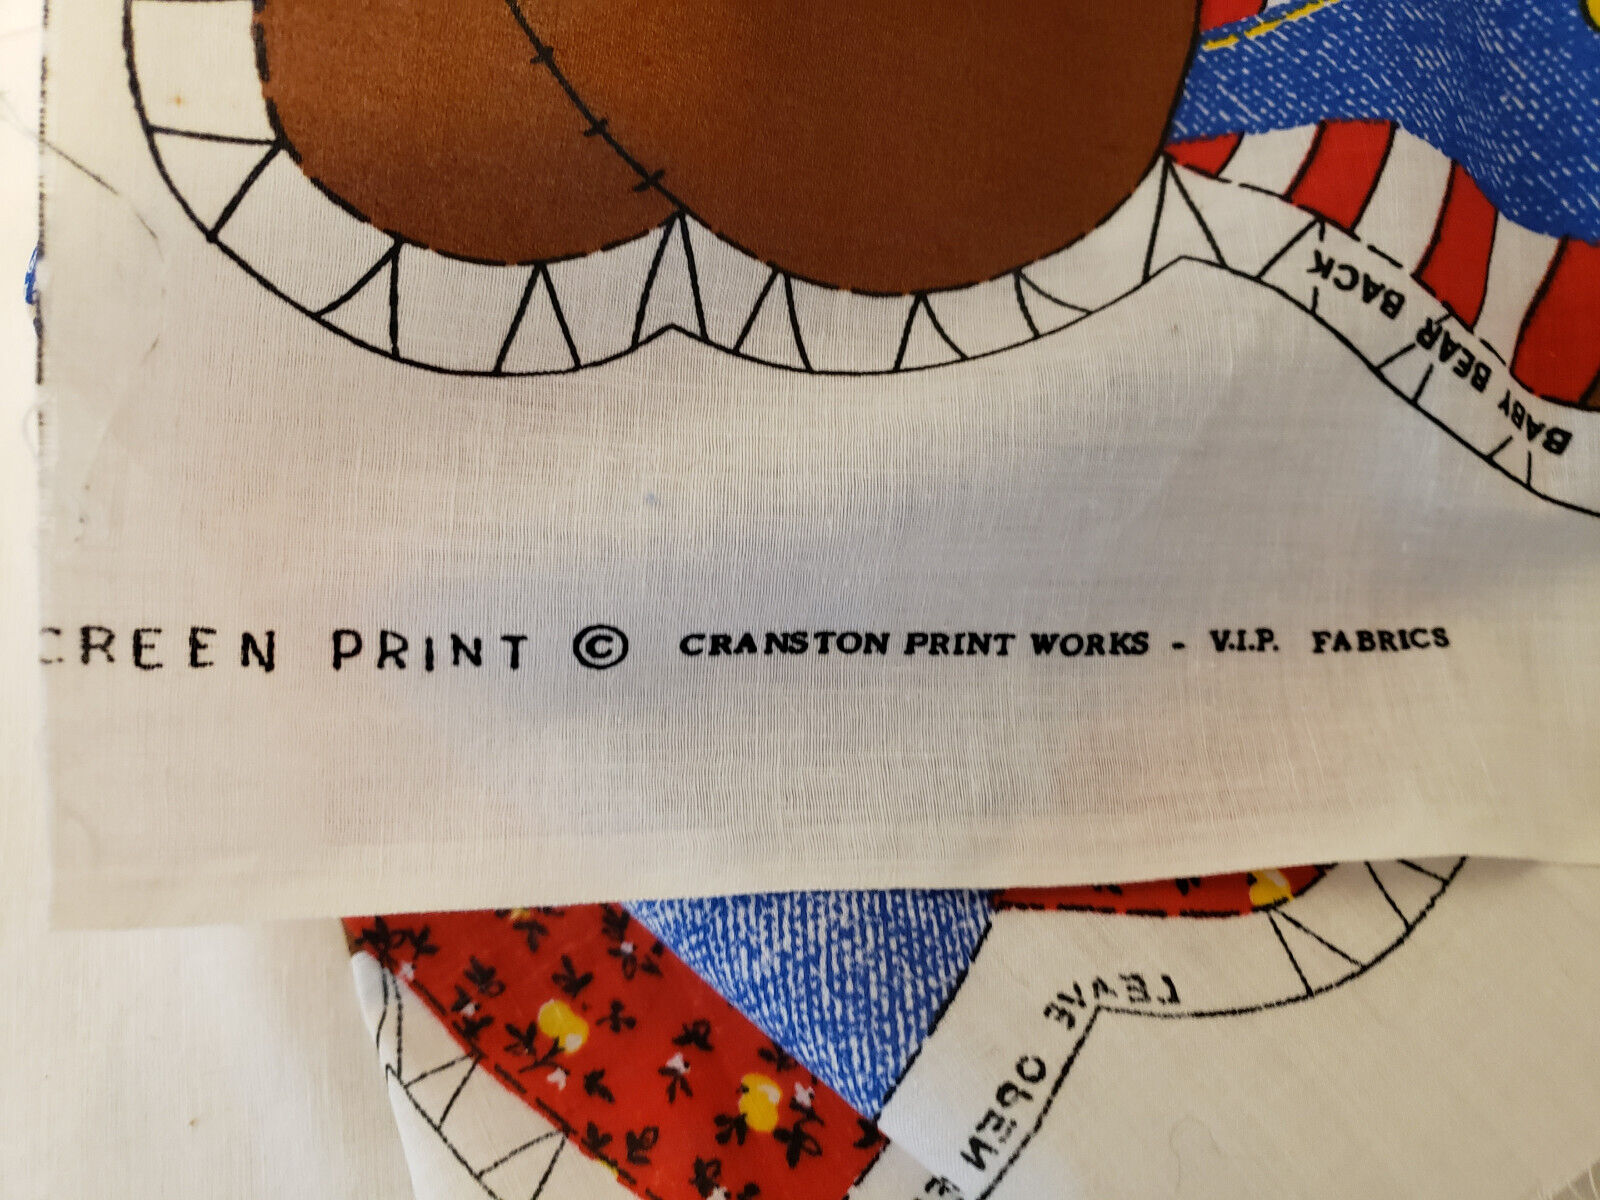 BABY BEAR BACK
CREEN PRINT © CRANSTON PRINT WORKS - V.I.P. FABRICS
LEAVE OPEN